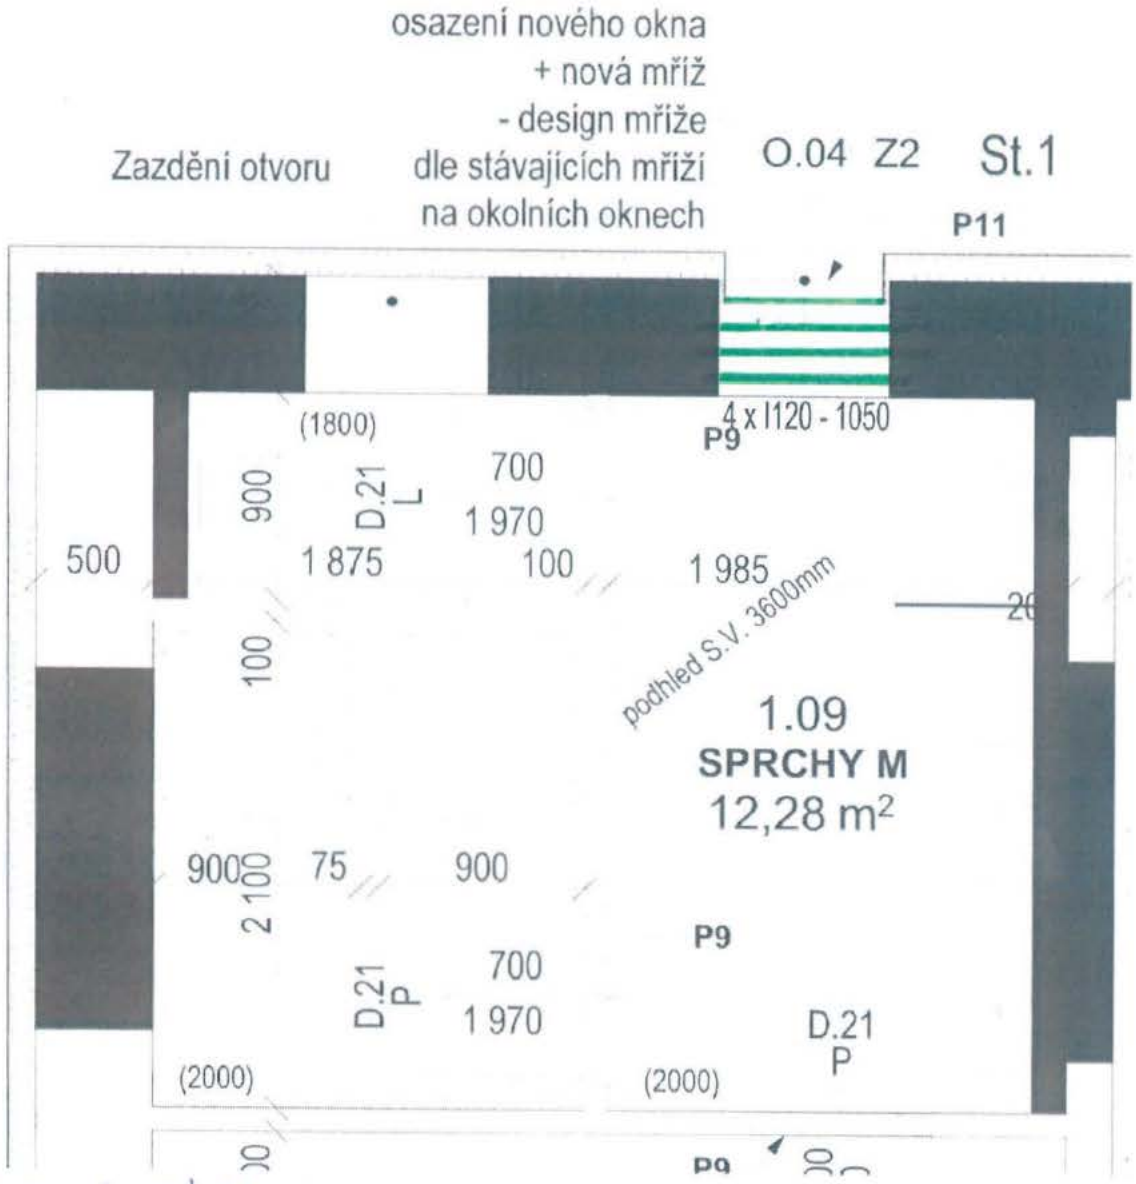 osazení nového okna
+ nová mříž
- design mříže
dle stávajících mříží
na okolních oknech
Zazdění otvoru
O.04 Z2
St.1
P11
4 x I120 - 1050
P9
(1800)
900
D.21
L
700
1 970
500
1 875
100
1 985
podhled S.V. 3600mm
100
1.09
SPRCHY M
12,28 m²
900
2 100
75
900
P9
D.21
P
700
1 970
D.21
P
(2000)
(2000)
P9